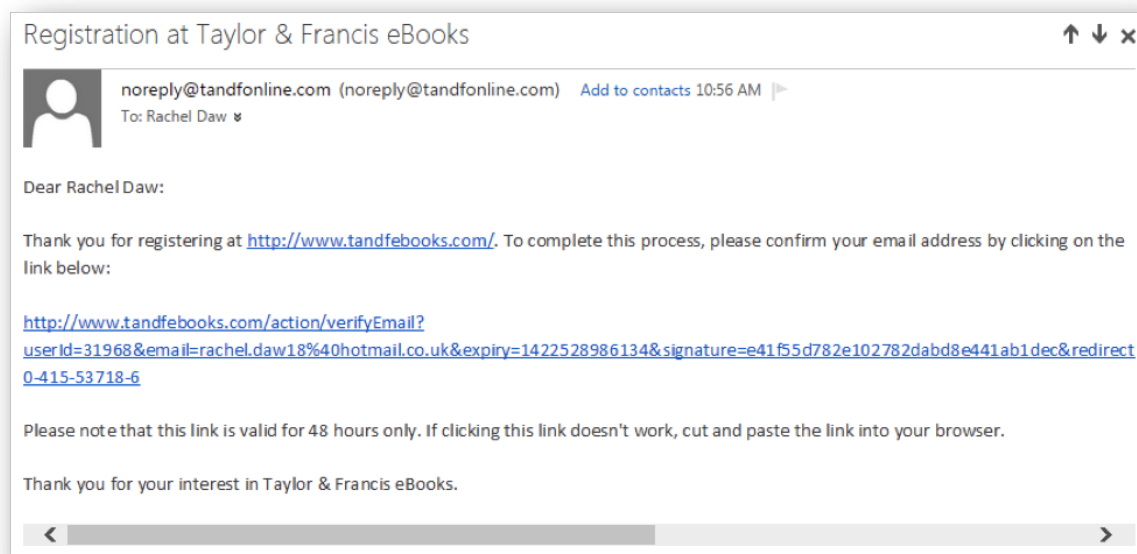 Registration at Taylor & Francis eBooks
noreply@tandfonline.com (noreply@tandfonline.com) Add to contacts 10:56 AM
To: Rachel Daw
Dear Rachel Daw:
Thank you for registering at http://www.tandfebooks.com/. To complete this process, please confirm your email address by clicking on the
link below:
http://www.tandfebooks.com/action/verifyEmail?
userId=31968&email=rachel.daw18%40hotmail.co.uk&expiry=1422528986134&signature=e41f55d782e102782dabd8e441ab1dec&redirect
0-415-53718-6
Please note that this link is valid for 48 hours only. If clicking this link doesn't work, cut and paste the link into your browser.
Thank you for your interest in Taylor & Francis eBooks.